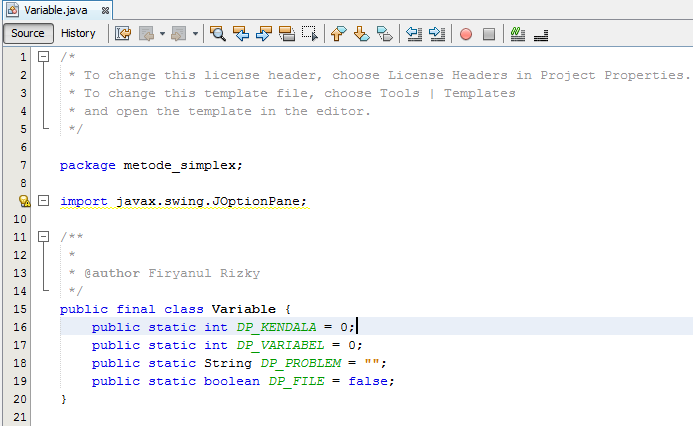 Variable.java
Source History
1 /*
2 * To change this license header, choose License Headers in Project Properties.
3 * To change this template file, choose Tools | Templates
4 * and open the template in the editor.
5 */
6
7 package metode_simplex;
8
import javax.swing.JOptionPane;
10
11 /**
12 *
13 * @author Firyanul Rizky
14 */
15 public final class Variable {
16 public static int DP_KENDALA = 0;
17 public static int DP_VARIABEL = 0;
18 public static String DP_PROBLEM = "";
19 public static boolean DP_FILE = false;
20 }
21